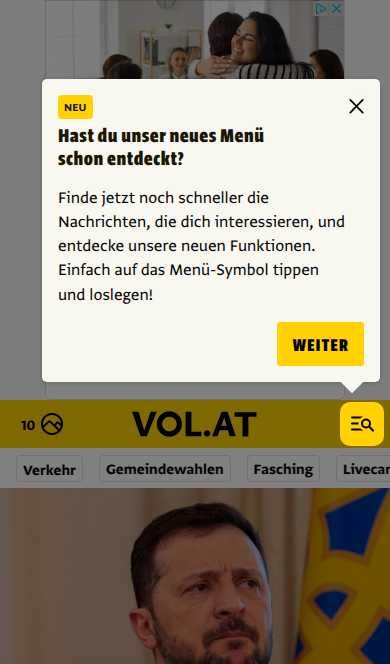 NEU
Hast du unser neues Menü
schon entdeckt?
Finde jetzt noch schneller die
Nachrichten, die dich interessieren, und
entdecke unsere neuen Funktionen.
Einfach auf das Menü-Symbol tippen
und loslegen!
WEITER
10
VOL.AT
Verkehr
Gemeindewahlen
Fasching
Livecar